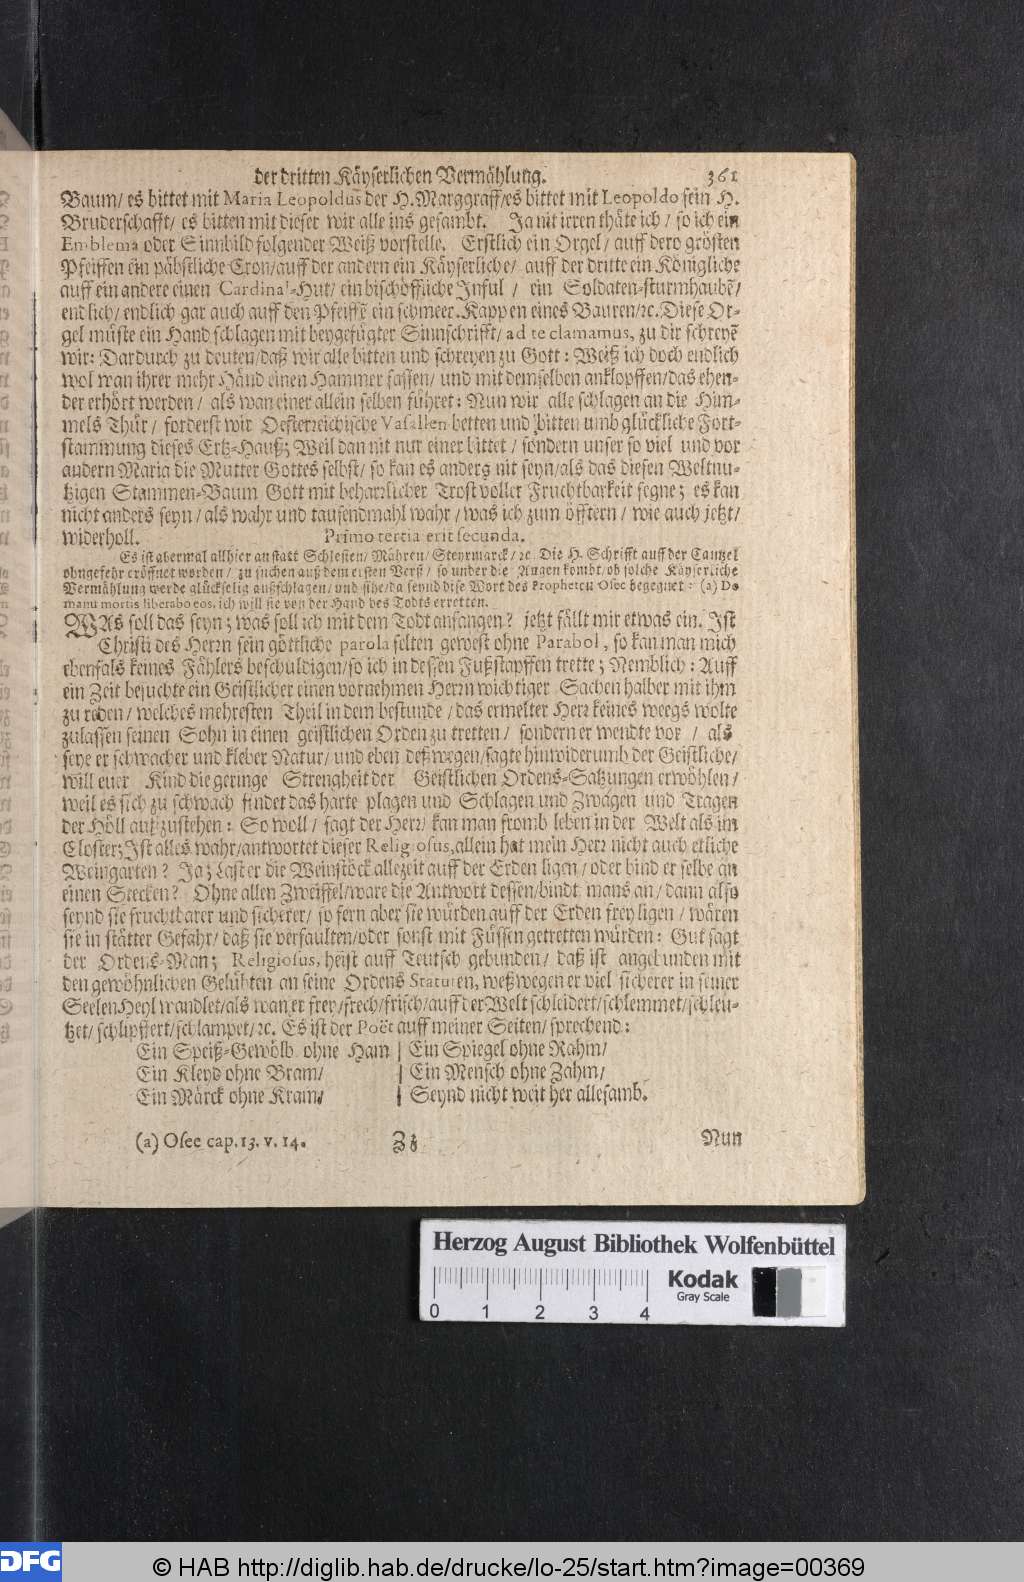 der dritten Käyserlichen Vermählung. 361
Baum/ es bittet mit Maria Leopoldus der H. Marggraff/es bittet mit Leopoldo sein H.
Bruderschafft/ es bitten mit dieser wir alle ins gesambt. Ja nit irren thäte ich / so ich ein
Emblema oder Sinnbild folgender Weiß vorstelle. Erstlich ein Orgel/ auff dero grösten
Pfeiffen ein päbstliche Cron/auff der andern ein Käyserliche/ auff der dritte ein Königliche
auff ein andere einen Cardinal-Hut/ ein bischöffliche Inful / ein Soldaten-sturmhaubẽ/
endlich/ endlich gar auch auff den Pfeiffẽ ein schmeer-Kappen eines Bauren/ꝛc. Diese Or-
gel müste ein Hand schlagen mit beygefügter Sinnschrifft/ ad te clamamus, zu dir schreyẽ
wir: Dardurch zu deuten/daß wir alle bitten und schreyen zu Gott: Weiß ich doch endlich
wol wan ihrer mehr Händ einen Hammer fassen/ und mit demselben anklopffen/das ehen-
der erhört werden / als wan einer allein selben führet: Nun wir alle schlagen an die Him-
mels Thür/ forderst wir Oesterreichische Vasallen betten und bitten umb glückliche Fort-
stammung dieses Ertz-Hauß; Weil dan nit nur einer bittet / sondern unser so viel und vor
andern Maria die Mutter Gottes selbst/ so kan es anders nit seyn/als das diesen Weltnu-
tzigen Stammen-Baum Gott mit beharrlicher Trost voller Fruchtbarkeit segne; es kan
nicht anders seyn/ als wahr und tausendmahl wahr / was ich zum öfftern / wie auch jetzt/
widerholl. Primo tertia erit secunda.
Es ist abermal allhier anstatt Schlesien/ Mähren/ Steyrmarck/ ꝛc. Die H. Schrifft auff der Cantzel
ohngefehr eröffnet worden/ zu suchen auß dem ersten Verß / so under die Augen kombt/ ob solche Käyserliche
Vermählung werde glückselig außschlagen/ und sihe/ da seynd dise Wort des Propheten Osee begegnet: (a) De
manu mortis liberabo eos, ich will sie von der Hand des Todts erretten.
WAs soll das seyn; was soll ich mit dem Todt anfangen? jetzt fällt mir etwas ein. Ist
Christi des Herrn sein göttliche parola selten gewest ohne Parabol, so kan man mich
ebenfals keines Fählers beschuldigen/ so ich in dessen Fußstapffen trette; Nemblich: Auff
ein Zeit besuchte ein Geistlicher einen vornehmen Herrn wichtiger Sachen halber mit ihm
zu reden/ welches mehresten Theil in dem bestunde / das ermelter Herr keines weegs wolte
zulassen seinen Sohn in einen geistlichen Orden zu tretten / sondern er wendte vor / als
seye er schwacher und kleber Natur/ und eben deßwegen/sagte hinwiderumb der Geistliche/
will euer Kind die geringe Strengheit der Geistlichen Ordens-Satzungen erwöhlen/
weil es sich zu schwach findet das harte plagen und Schlagen und Zwagen und Tragen
der Höll außzustehen: So woll/ sagt der Herr/ kan man fromb leben in der Welt als im
Closter; Ist alles wahr/antwortet dieser Religiosus, allein hat mein Herr nicht auch etliche
Weingarten? Ja; Last er dir Weinstöck allezeit auff der Erden ligen/ oder bind er selbe an
einen Stecken? Ohne allen Zweiffel/ware die Antwort dessen/bindt mans an/ dann also
seynd sie fruchtbarer und sicherer/ so fern aber sie würden auff der Erden frey ligen / wären
sie in stätter Gefahr/ daß sie verfaulten/oder sonst mit Füssen getretten würden: Gut sagt
der Ordens-Man; Religiosus, heist auff Teutsch gebunden/ daß ist angebunden mit
den gewöhnlichen Gelübten an seine Ordens Statuten, weßwegen er viel sicherer in seiner
Seelen Heyl wandlet/als wan er frey/frech/frisch/auff der Welt schleidert/schlemmet/schleu-
tzet/ schlipffert/schlampet/ꝛc. Es ist der Poët auff meiner Seiten/ sprechend:
Ein Speiß-Gewölb ohne Ham | Ein Spiegel ohne Rahm/
Ein Kleyd ohne Bram/ | Ein Mensch ohne Zahm/
Ein Märck ohne Kram/ | Seynd nicht weit her allesamb.
(a) Osee cap. 13. v. 14. Zz Nun
Herzog August Bibliothek Wolfenbüttel
Kodak
Gray Scale
0 1 2 3 4
DFG © HAB http://diglib.hab.de/drucke/lo-25/start.htm?image=00369